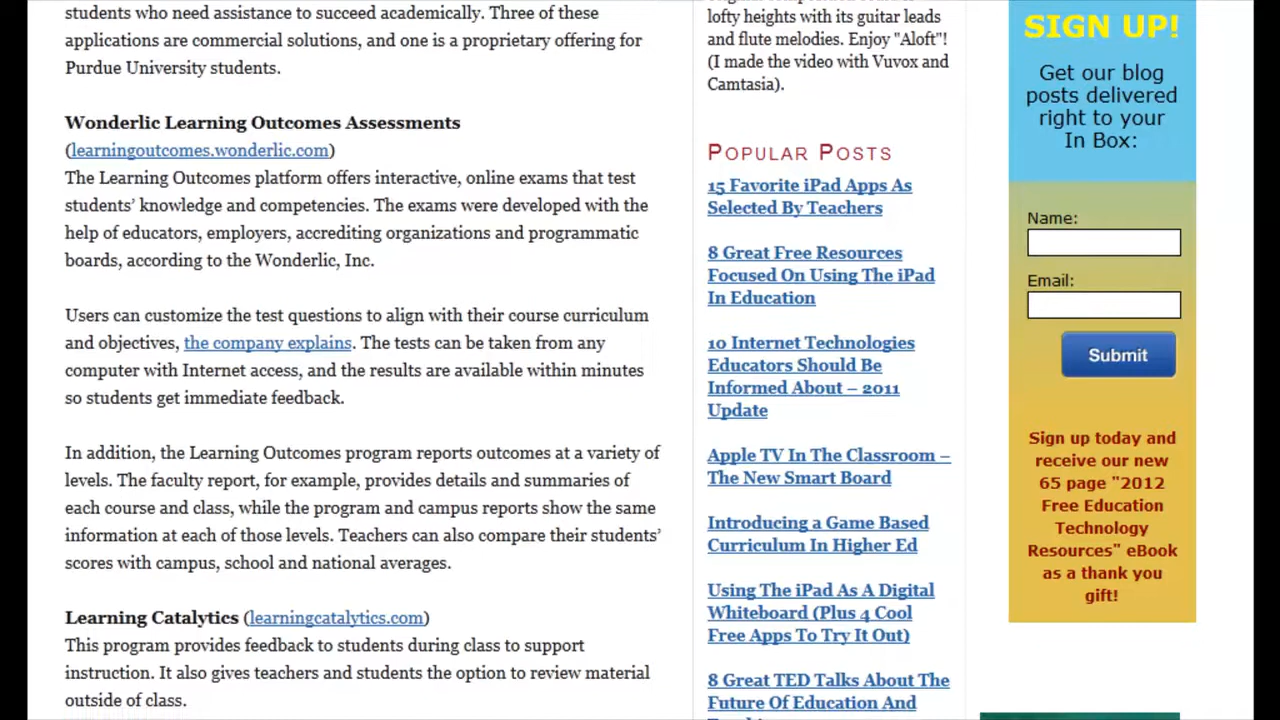 students who need assistance to succeed academically. Three of these
applications are commercial solutions, and one is a proprietary offering for
Purdue University students.
Wonderlic Learning Outcomes Assessments
(learningoutcomes.wonderlic.com)
The Learning Outcomes platform offers interactive, online exams that test
students’ knowledge and competencies. The exams were developed with the
help of educators, employers, accrediting organizations and programmatic
boards, according to the Wonderlic, Inc.
Users can customize the test questions to align with their course curriculum
and objectives, the company explains. The tests can be taken from any
computer with Internet access, and the results are available within minutes
so students get immediate feedback.
In addition, the Learning Outcomes program reports outcomes at a variety of
levels. The faculty report, for example, provides details and summaries of
each course and class, while the program and campus reports show the same
information at each of those levels. Teachers can also compare their students’
scores with campus, school and national averages.
Learning Catalytics (learningcatalytics.com)
This program provides feedback to students during class to support
instruction. It also gives teachers and students the option to review material
outside of class.
lofty heights with its guitar leads
and flute melodies. Enjoy "Aloft"!
(I made the video with Vuvox and
Camtasia).
Popular Posts
15 Favorite iPad Apps As
Selected By Teachers
8 Great Free Resources
Focused On Using The iPad
In Education
10 Internet Technologies
Educators Should Be
Informed About – 2011
Update
Apple TV In The Classroom –
The New Smart Board
Introducing a Game Based
Curriculum In Higher Ed
Using The iPad As A Digital
Whiteboard (Plus 4 Cool
Free Apps To Try It Out)
8 Great TED Talks About The
Future Of Education And
SIGN UP!
Get our blog
posts delivered
right to your
In Box:
Name:
Email:
Submit
Sign up today and
receive our new
65 page "2012
Free Education
Technology
Resources" eBook
as a thank you
gift!